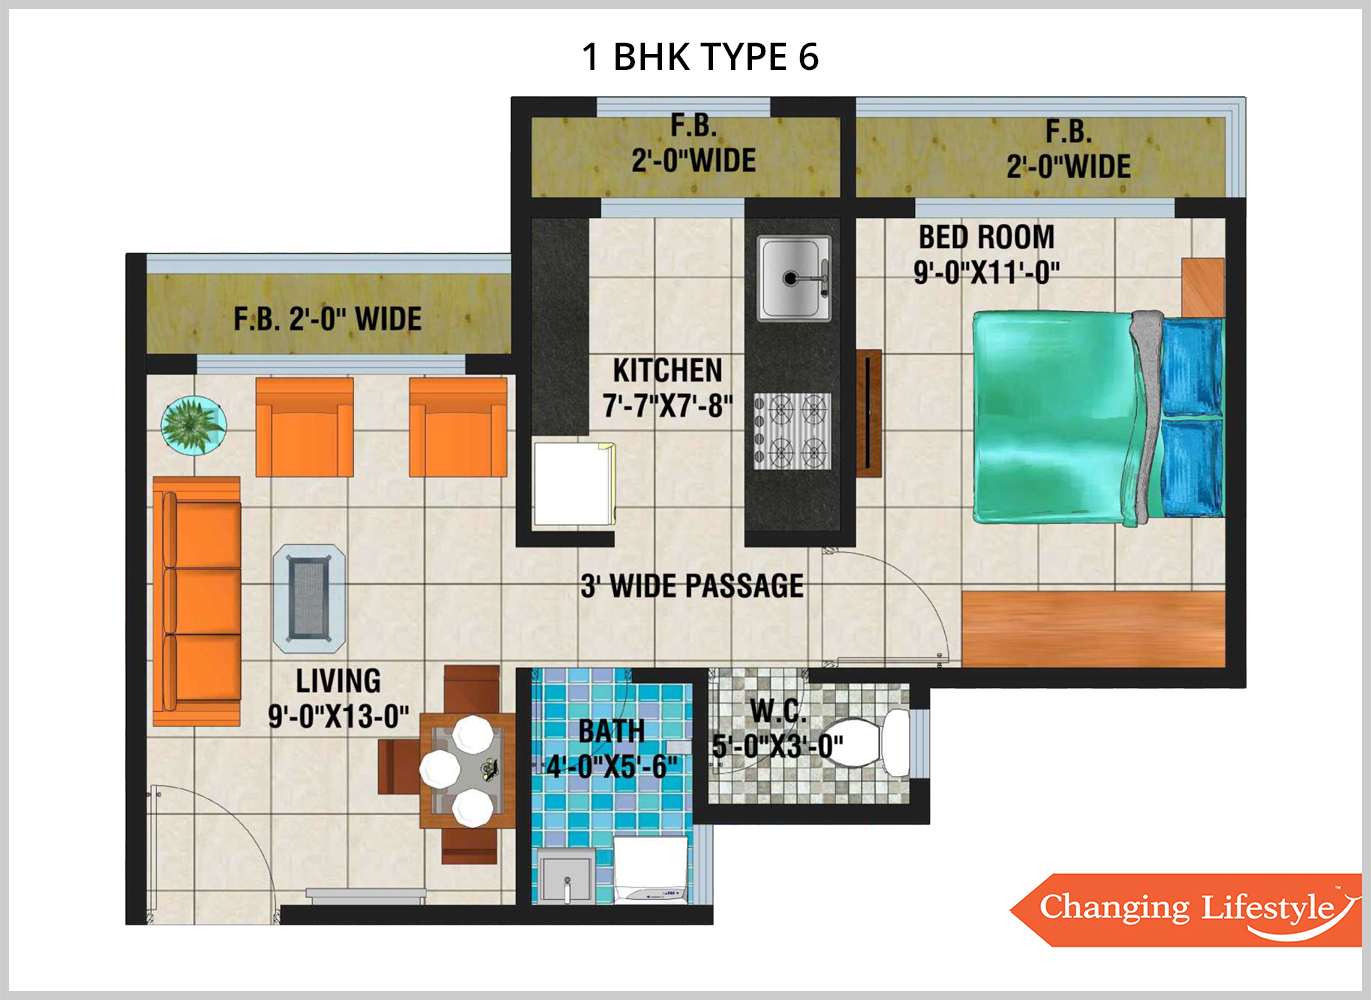 1 BHK TYPE 6
F.B.
2'-0"WIDE
F.B.
2'-0"WIDE
BED ROOM
9'-0"X11'-0"
F.B. 2'-0" WIDE
KITCHEN
7'-7"X7'-8"
3' WIDE PASSAGE
LIVING
9'-0"X13-0"
BATH
4'-0"X5'-6"
W.C.
5'-0"X3'-0"
Changing Lifestyle™